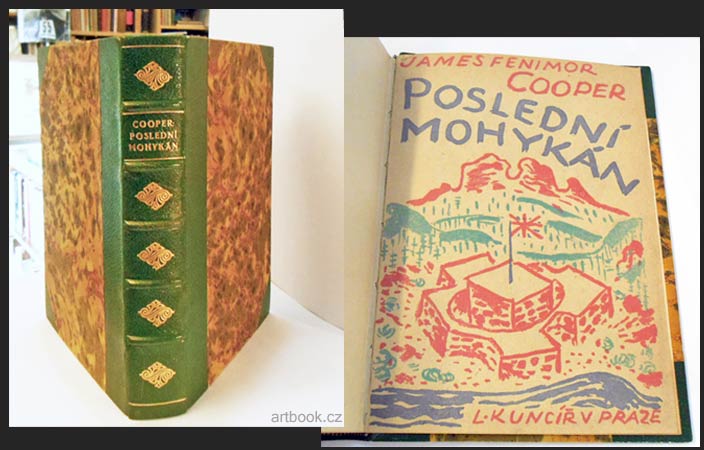 COOPER:
POSLEDNÍ
MOHYKÁN
artbook.cz
JAMES FENIMOR
COOPER
POSLEDNÍ
MOHYKÁN
L. KUNCÍŘ V PRAZE